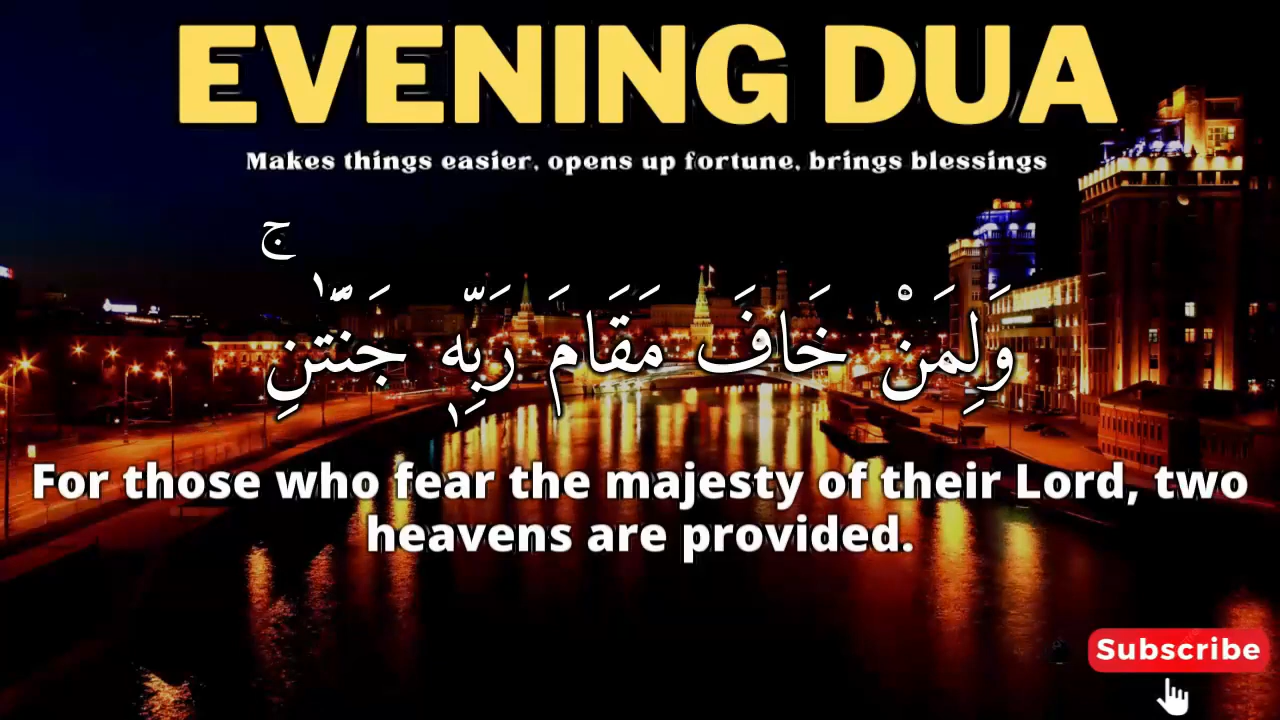 EVENING DUA
Makes things easier, opens up fortune, brings blessings
وَلِمَنْ خَافَ مَقَامَ رَبِّهٖ جَنَّتٰنِۚ
For those who fear the majesty of their Lord, two
heavens are provided.
Subscribe